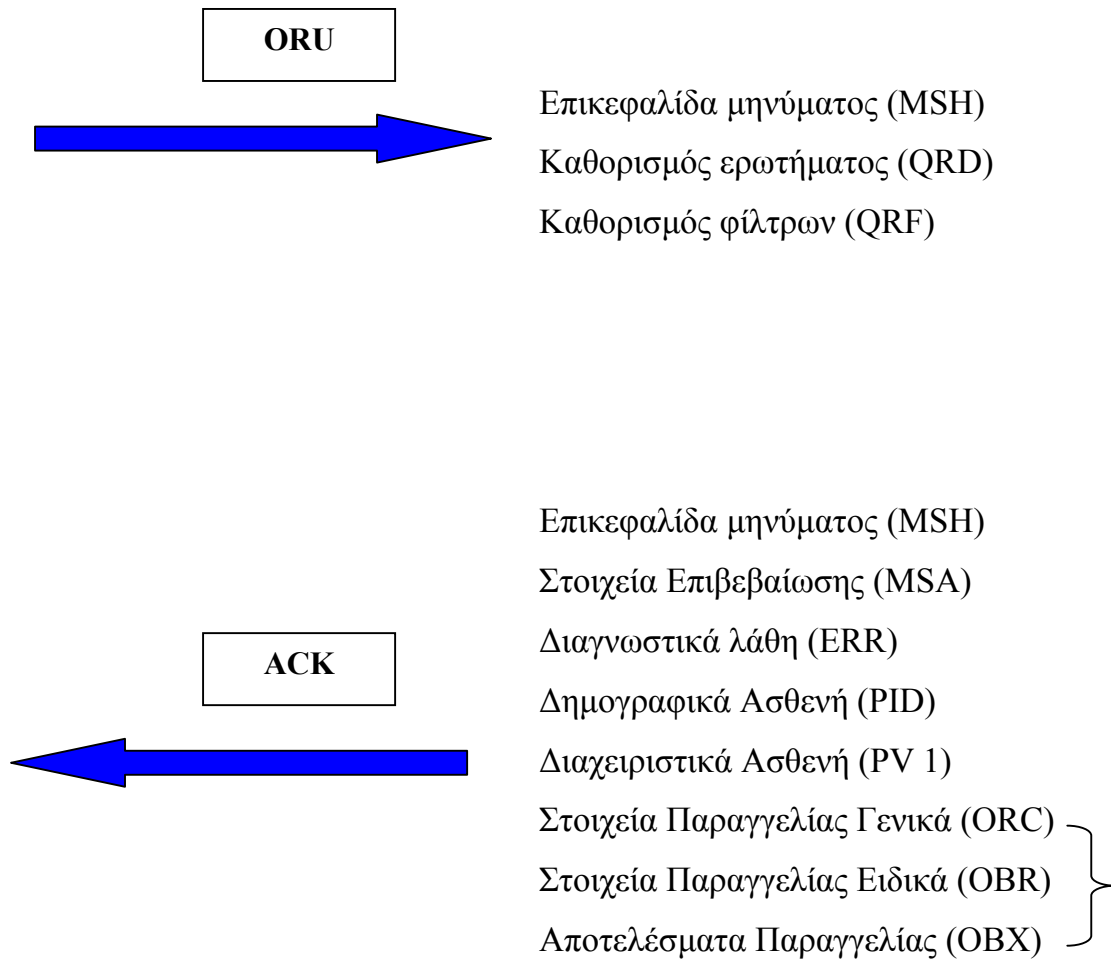 ORU
Επικεφαλίδα μηνύματος (MSH)
Καθορισμός ερωτήματος (QRD)
Καθορισμός φίλτρων (QRF)
Επικεφαλίδα μηνύματος (MSH)
Στοιχεία Επιβεβαίωσης (MSA)
Διαγνωστικά λάθη (ERR)
ACK
Δημογραφικά Ασθενή (PID)
Διαχειριστικά Ασθενή (PV 1)
Στοιχεία Παραγγελίας Γενικά (ORC)
Στοιχεία Παραγγελίας Ειδικά (OBR)
Αποτελέσματα Παραγγελίας (OBX)